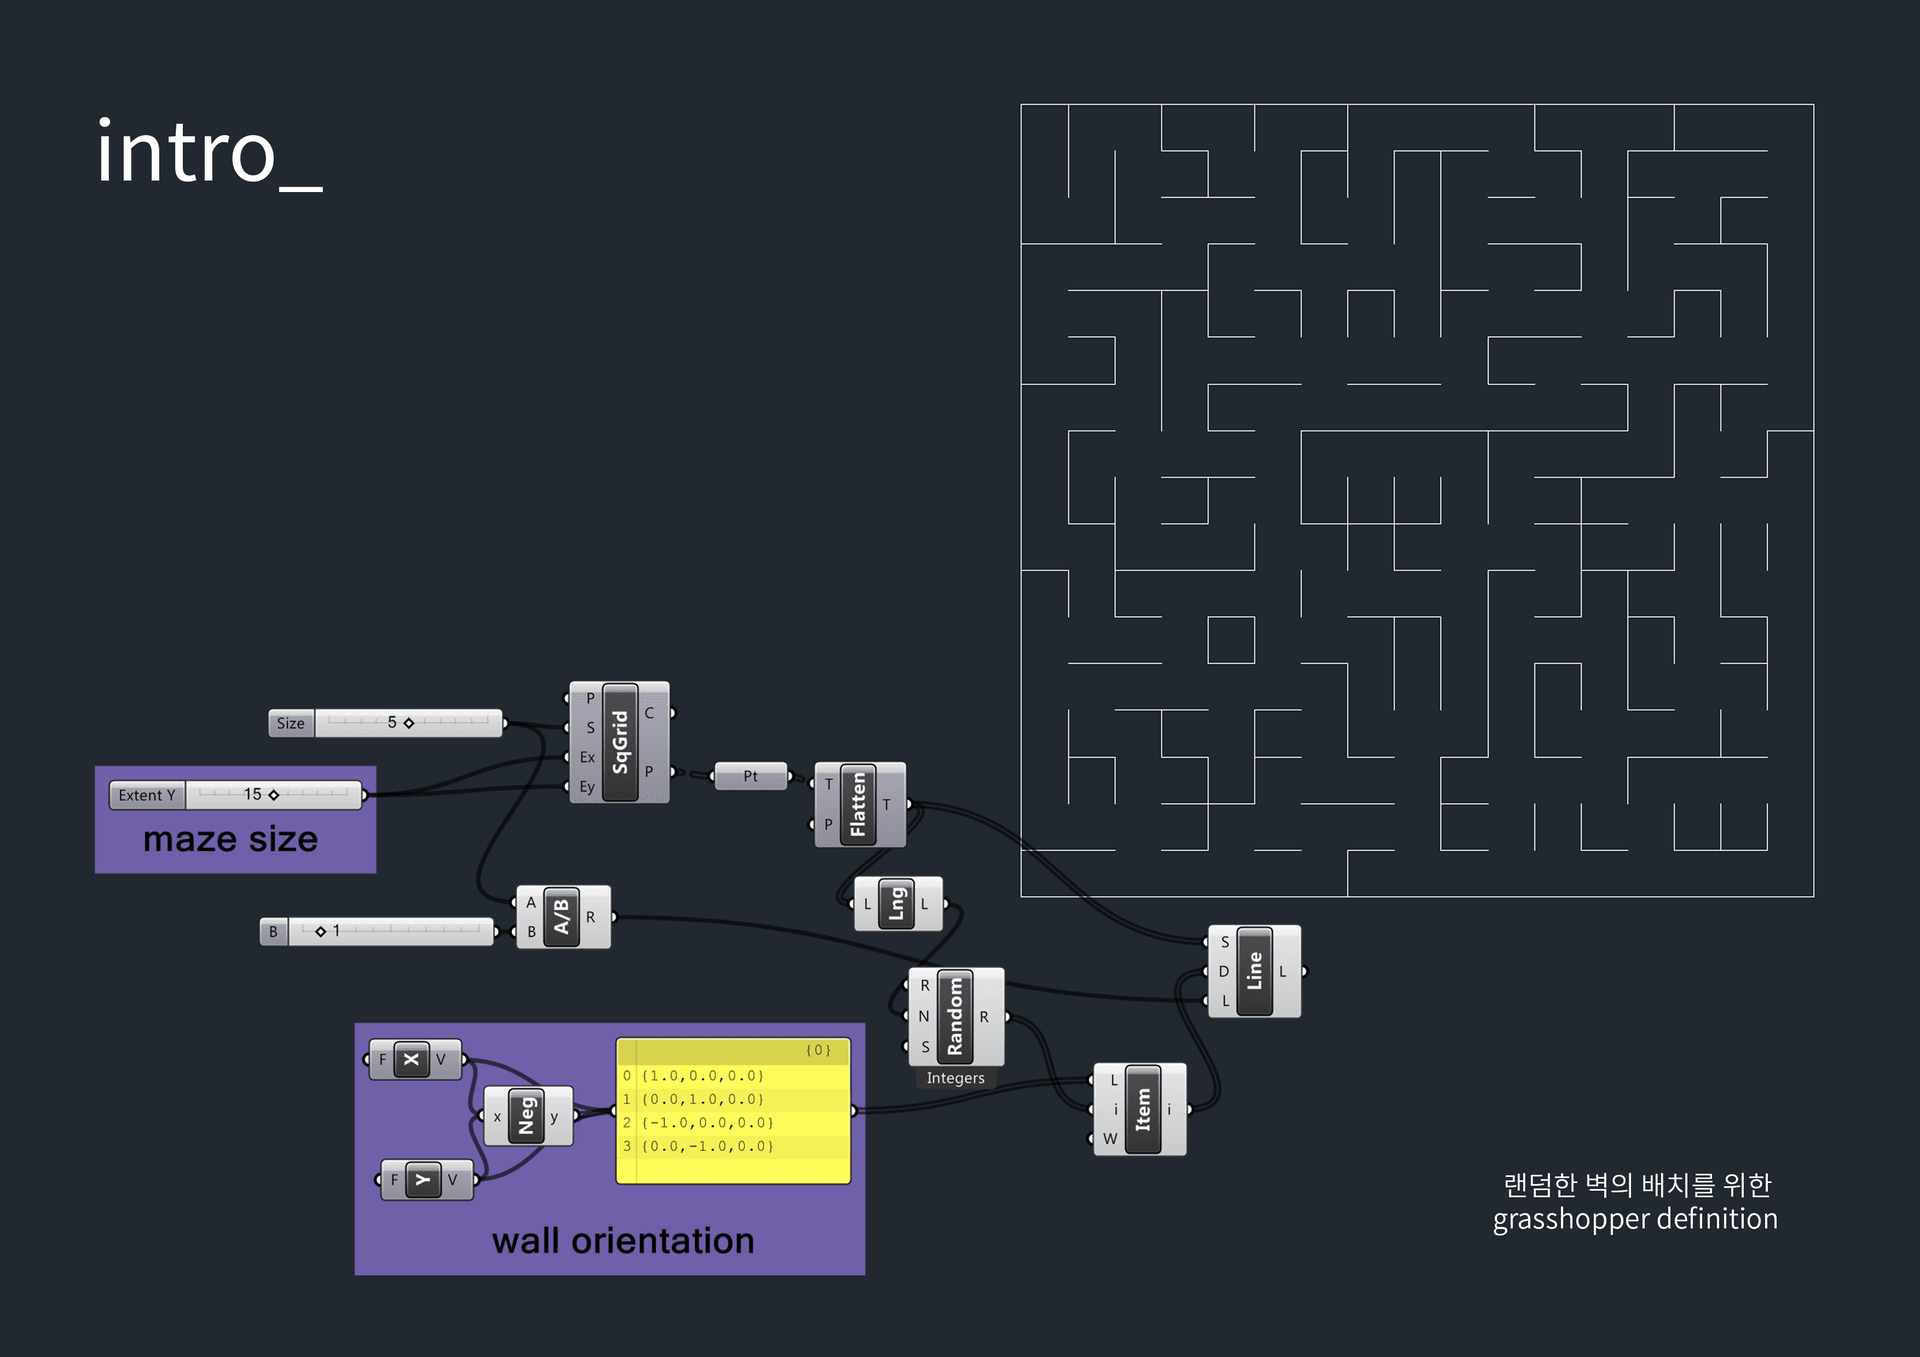 intro_
Size 5
Extent Y 15
maze size
B 1
P
S
Ex
Ey
SqGrid
C
P
Pt
T
P
Flatten
T
A
B
A/B
R
L Lng L
R
N
S
Random
R
Integers
S
D
L
Line
L
F X V
F Y V
x Neg y
{0}
0 {1.0,0.0,0.0}
1 {0.0,1.0,0.0}
2 {-1.0,0.0,0.0}
3 {0.0,-1.0,0.0}
wall orientation
L
i
W
Item
i
랜덤한 벽의 배치를 위한
grasshopper definition